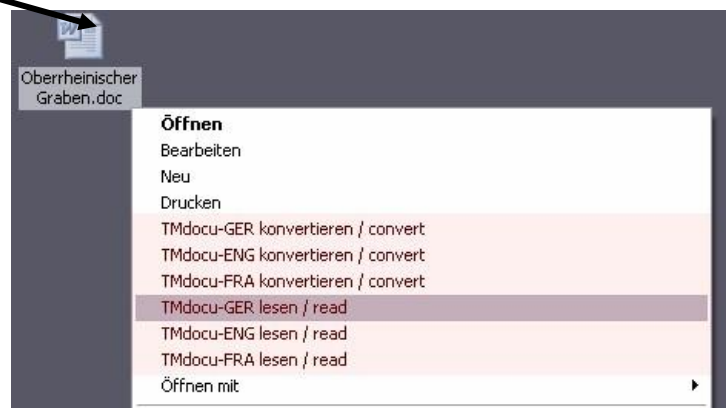 Oberrheinischer
Graben.doc
Öffnen
Bearbeiten
Neu
Drucken
TMdocu-GER konvertieren / convert
TMdocu-ENG konvertieren / convert
TMdocu-FRA konvertieren / convert
TMdocu-GER lesen / read
TMdocu-ENG lesen / read
TMdocu-FRA lesen / read
Öffnen mit